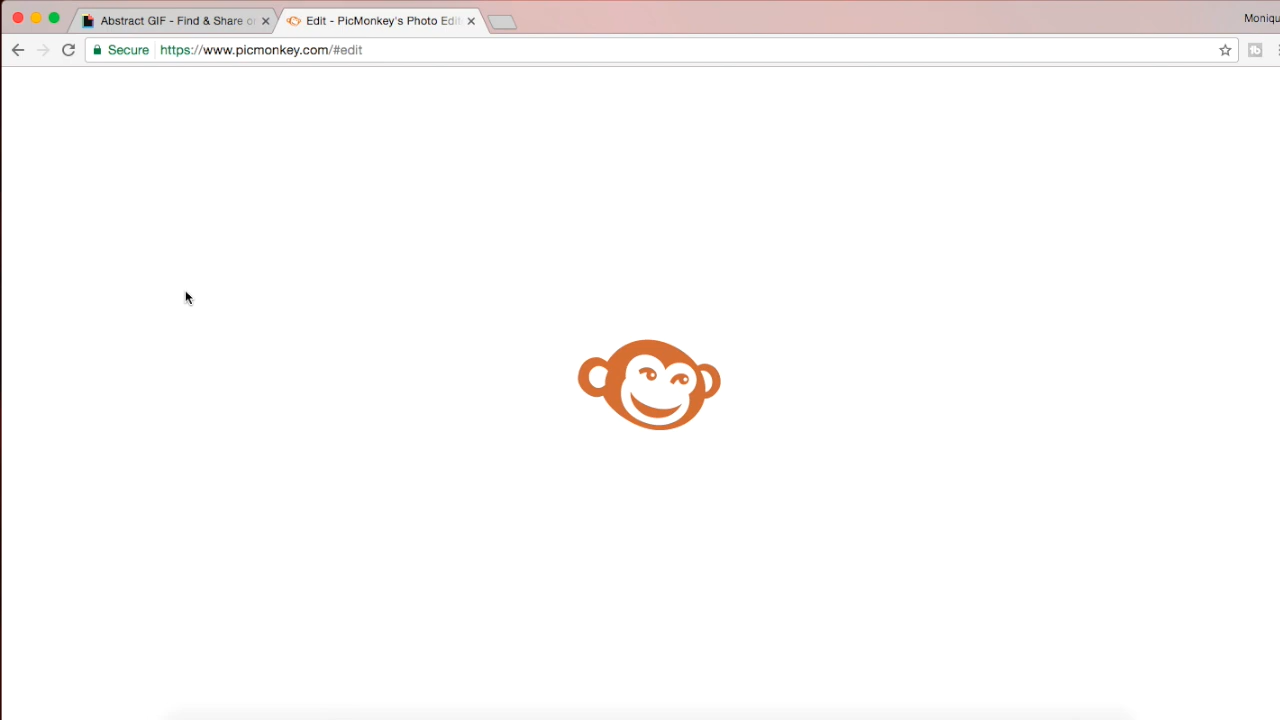 Abstract GIF - Find & Share o
Edit - PicMonkey's Photo Edi
Moniqu
Secure
https://www.picmonkey.com/#edit